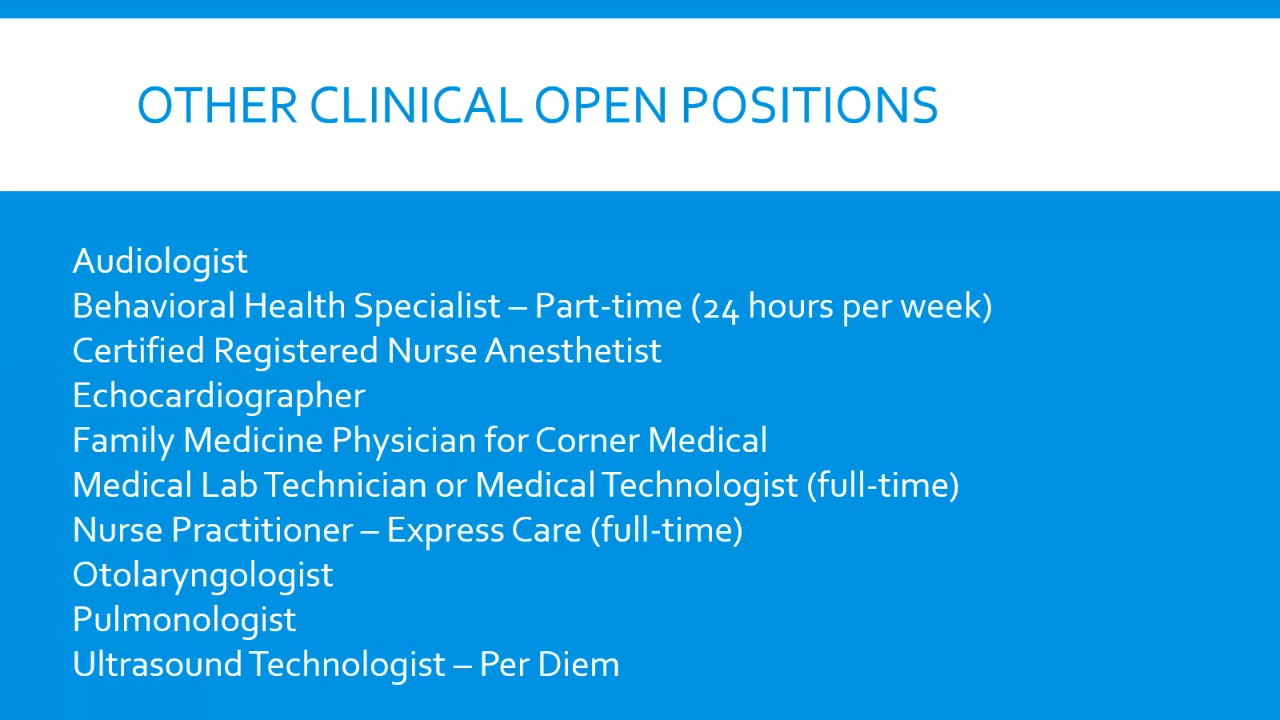 OTHER CLINICAL OPEN POSITIONS
Audiologist
Behavioral Health Specialist – Part-time (24 hours per week)
Certified Registered Nurse Anesthetist
Echocardiographer
Family Medicine Physician for Corner Medical
Medical Lab Technician or Medical Technologist (full-time)
Nurse Practitioner – Express Care (full-time)
Otolaryngologist
Pulmonologist
Ultrasound Technologist – Per Diem